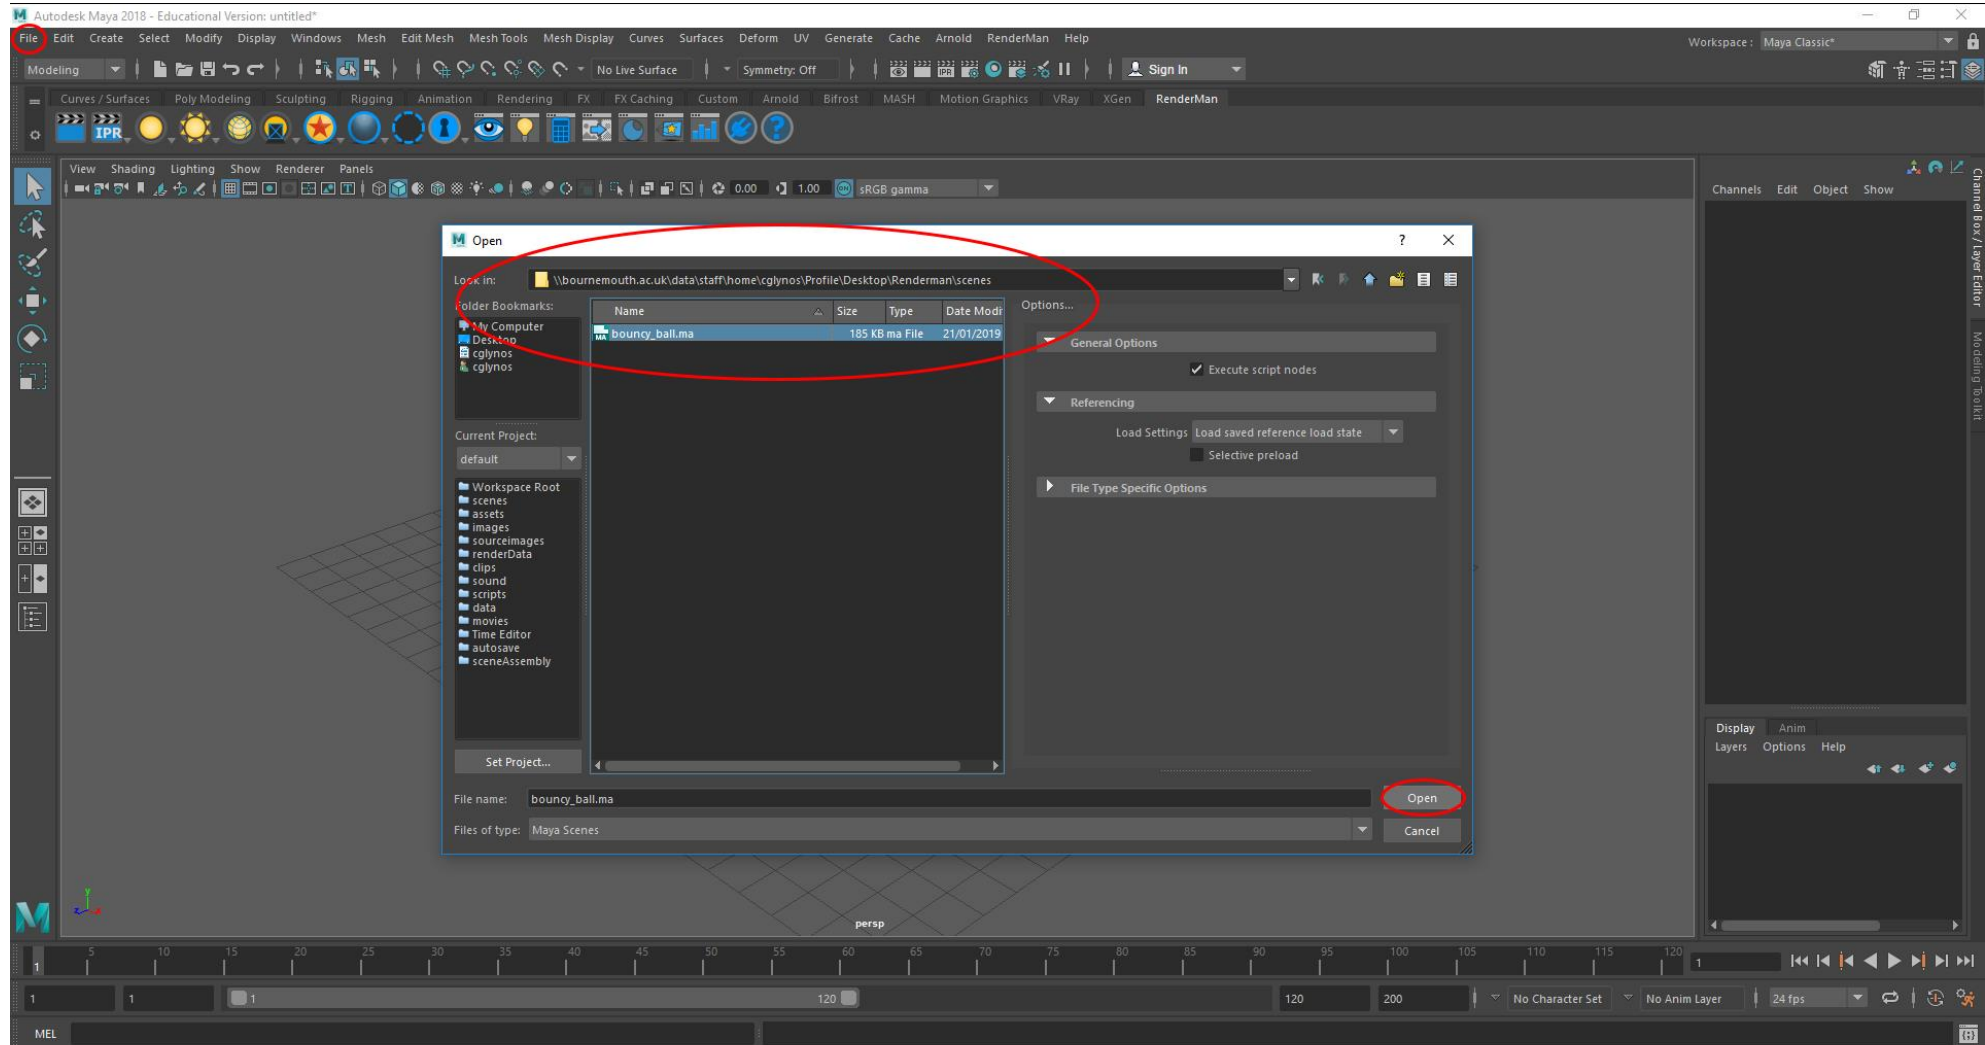 Autodesk Maya 2018 - Educational Version: untitled*
File Edit Create Select Modify Display Windows Mesh Edit Mesh Mesh Tools Mesh Display Curves Surfaces Deform UV Generate Cache Arnold RenderMan Help
Workspace: Maya Classic*
Modeling No Live Surface Symmetry: Off IPR Sign In
Curves / Surfaces Poly Modeling Sculpting Rigging Animation Rendering FX FX Caching Custom Arnold Bifrost MASH Motion Graphics VRay XGen RenderMan
IPR
View Shading Lighting Show Renderer Panels
0.00 1.00 ON sRGB gamma
Channels Edit Object Show
Channel Box / Layer Editor
Modeling Toolkit
Open ?
Look in: \\bournemouth.ac.uk\data\staff\home\cglynos\Profile\Desktop\Renderman\scenes
Folder Bookmarks:
My Computer
Desktop
cglynos
cglynos
Name Size Type Date Modif
bouncy_ball.ma 185 KB ma File 21/01/2019
Options...
General Options
Execute script nodes
Referencing
Load Settings Load saved reference load state
Selective preload
File Type Specific Options
Current Project:
default
Workspace Root
scenes
assets
images
sourceimages
renderData
clips
sound
scripts
data
movies
Time Editor
autosave
sceneAssembly
Set Project...
File name: bouncy_ball.ma Open
Files of type: Maya Scenes Cancel
Display Anim
Layers Options Help
y
z x
persp
5 10 15 20 25 30 35 40 45 50 55 60 65 70 75 80 85 90 95 100 105 110 115 120
1 1
1 1 1 120 120 200 No Character Set No Anim Layer 24 fps
MEL